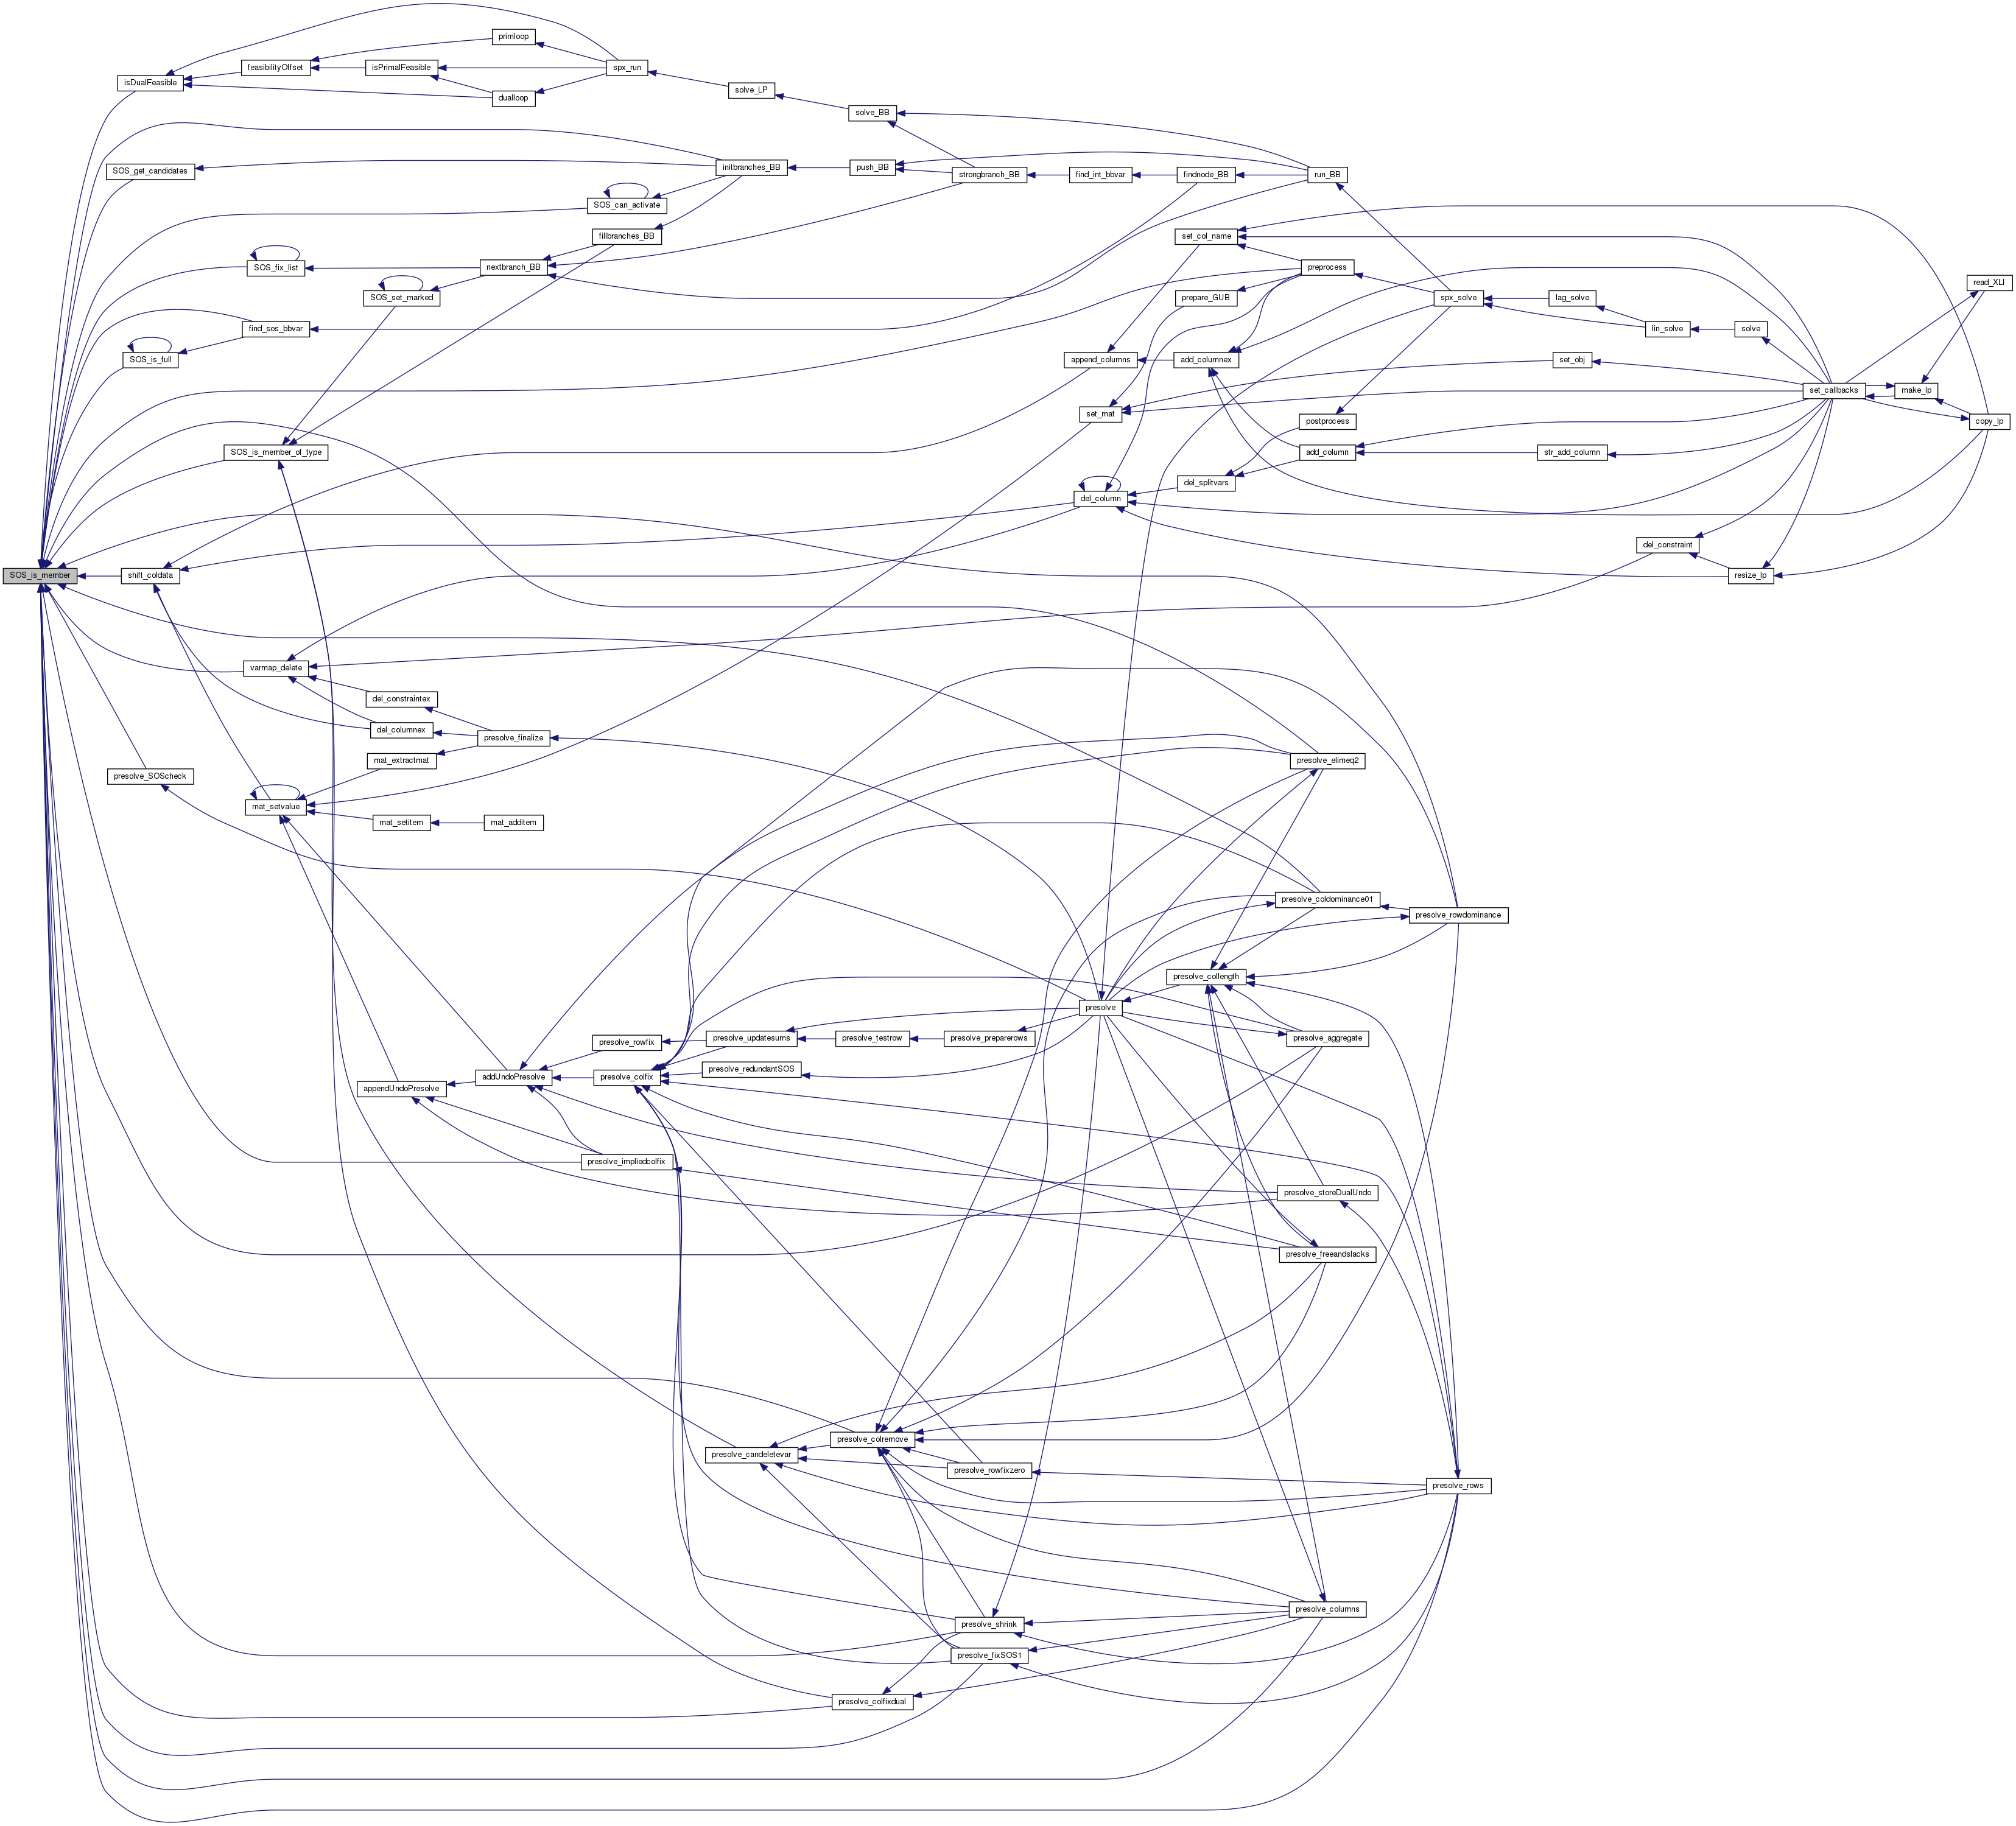 primloop
feasibilityOffset
isPrimalFeasible
spx_run
isDualFeasible
dualloop
solve_LP
solve_BB
SOS_get_candidates
initbranches_BB
push_BB
strongbranch_BB
find_int_bbvar
findnode_BB
run_BB
SOS_can_activate
fillbranches_BB
set_col_name
SOS_fix_list
nextbranch_BB
preprocess
SOS_set_marked
prepare_GUB
spx_solve
lag_solve
read_XLI
find_sos_bbvar
lin_solve
solve
SOS_is_full
append_columns
add_columnex
set_obj
set_callbacks
make_lp
set_mat
postprocess
copy_lp
SOS_is_member_of_type
add_column
str_add_column
del_splitvars
del_column
del_constraint
SOS_is_member
shift_coldata
resize_lp
varmap_delete
del_constraintex
del_columnex
presolve_finalize
mat_extractmat
presolve_elimeq2
presolve_SOScheck
mat_setvalue
mat_setitem
mat_additem
presolve_coldominance01
presolve_rowdominance
presolve_collength
presolve
presolve_rowfix
presolve_updatesums
presolve_testrow
presolve_preparerows
presolve_aggregate
presolve_redundantSOS
addUndoPresolve
presolve_colfix
appendUndoPresolve
presolve_impliedcolfix
presolve_storeDualUndo
presolve_freeandslacks
presolve_colremove
presolve_candeletevar
presolve_rowfixzero
presolve_rows
presolve_columns
presolve_shrink
presolve_fixSOS1
presolve_colfixdual